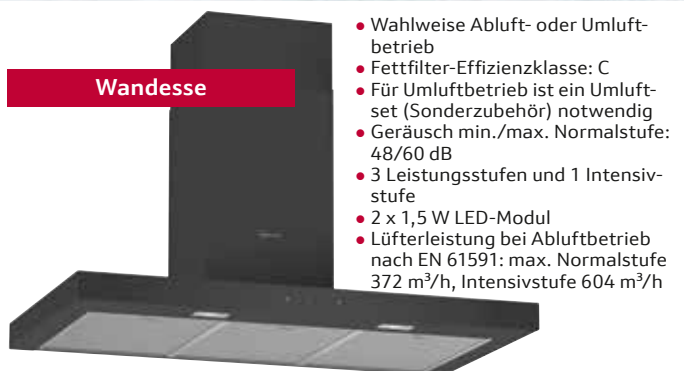 Wandesse
● Wahlweise Abluft- oder Umluft-
betrieb
● Fettfilter-Effizienzklasse: C
● Für Umluftbetrieb ist ein Umluft-
set (Sonderzubehör) notwendig
● Geräusch min./max. Normalstufe:
48/60 dB
● 3 Leistungsstufen und 1 Intensiv-
stufe
● 2 x 1,5 W LED-Modul
● Lüfterleistung bei Abluftbetrieb
nach EN 61591: max. Normalstufe
372 m³/h, Intensivstufe 604 m³/h